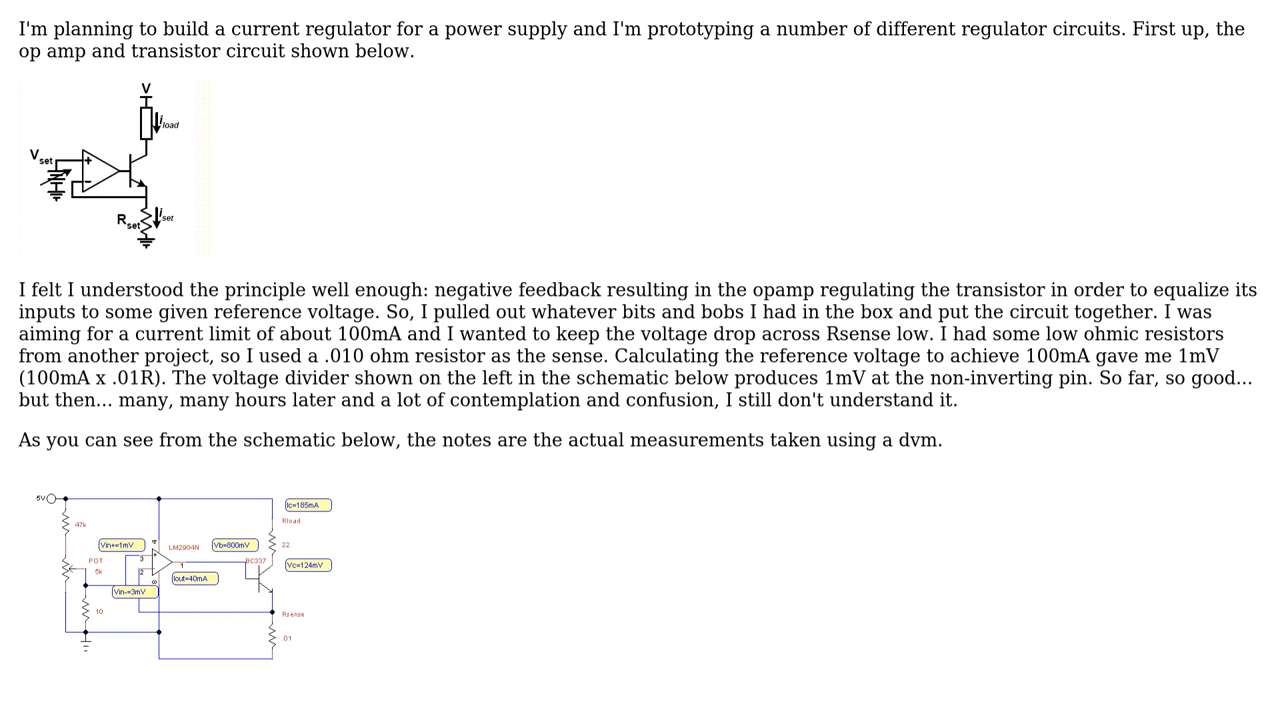 I'm planning to build a current regulator for a power supply and I'm prototyping a number of different regulator circuits. First up, the
op amp and transistor circuit shown below.
V
iload
Vset
+
−
Rset
iset
I felt I understood the principle well enough: negative feedback resulting in the opamp regulating the transistor in order to equalize its
inputs to some given reference voltage. So, I pulled out whatever bits and bobs I had in the box and put the circuit together. I was
aiming for a current limit of about 100mA and I wanted to keep the voltage drop across Rsense low. I had some low ohmic resistors
from another project, so I used a .010 ohm resistor as the sense. Calculating the reference voltage to achieve 100mA gave me 1mV
(100mA x .01R). The voltage divider shown on the left in the schematic below produces 1mV at the non-inverting pin. So far, so good...
but then... many, many hours later and a lot of contemplation and confusion, I still don't understand it.
As you can see from the schematic below, the notes are the actual measurements taken using a dvm.
5V
Ic=185mA
Rload
47k
Vin+=1mV
4
LM2904N
Vb=800mV
22
POT
5k
3
2
1
BC337
Vc=124mV
Iout=40mA
8
Vin-=3mV
10
Rsense
.01